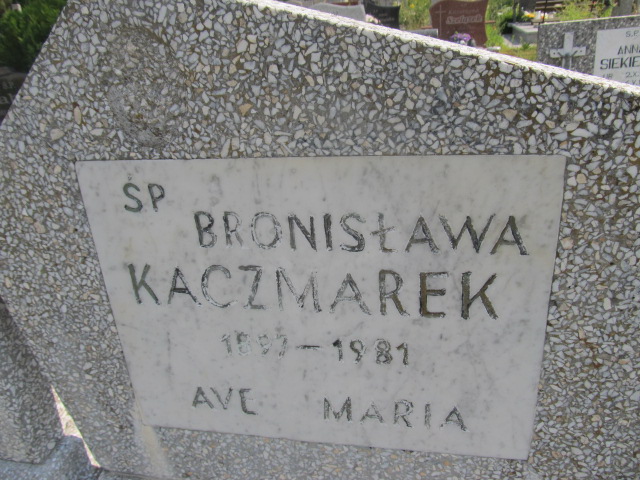 SP
BRONISŁAWA
KACZMAREK
1897-1981
AVE MARIA